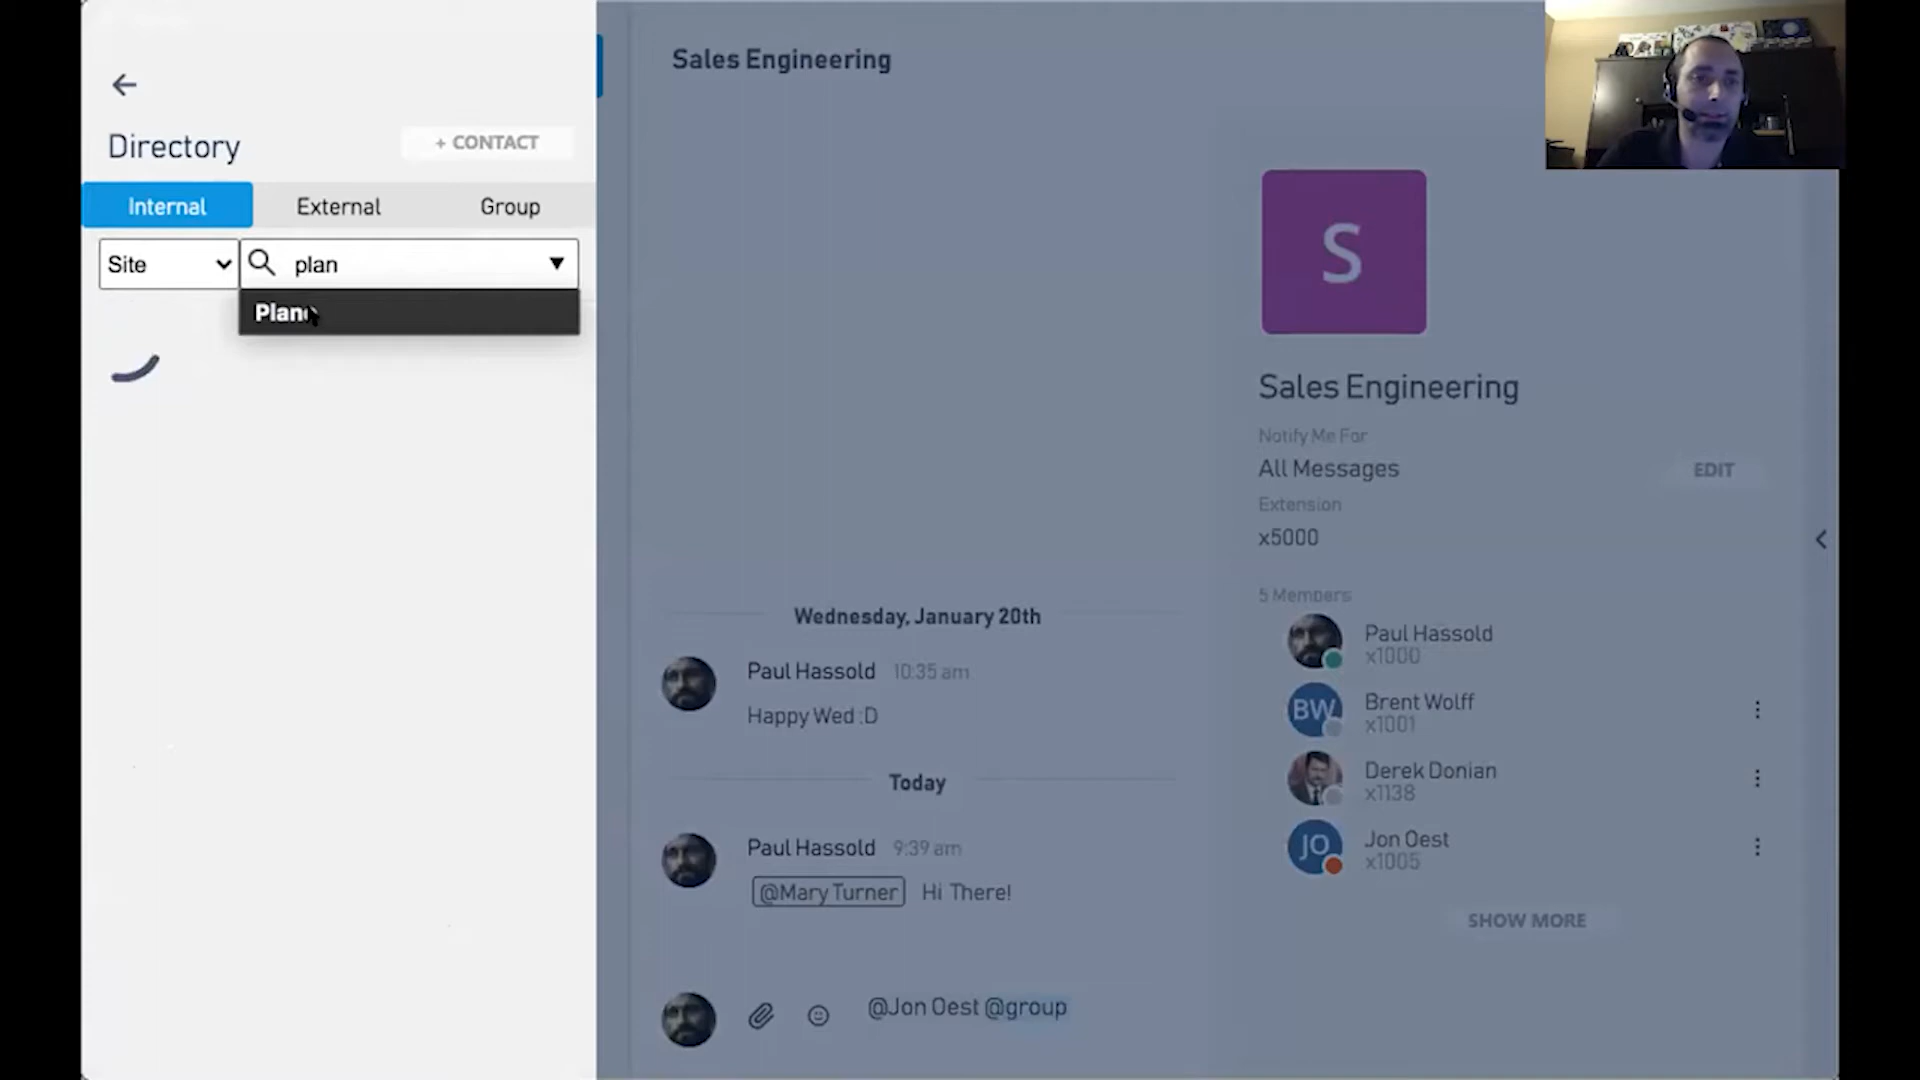 Directory
+ CONTACT
Internal
External
Group
Site
plan
Sales Engineering
Wednesday, January 20th
Paul Hassold 10:35 am
Happy Wed :D
Today
Paul Hassold 9:39 am
@Mary Turner Hi There!
@Jon Oest @group
S
Sales Engineering
Notify Me For
All Messages
EDIT
Extension
x5000
5 Members
Paul Hassold
x1000
BW
Brent Wolff
x1001
Derek Donian
x1138
JO
Jon Oest
x1005
SHOW MORE